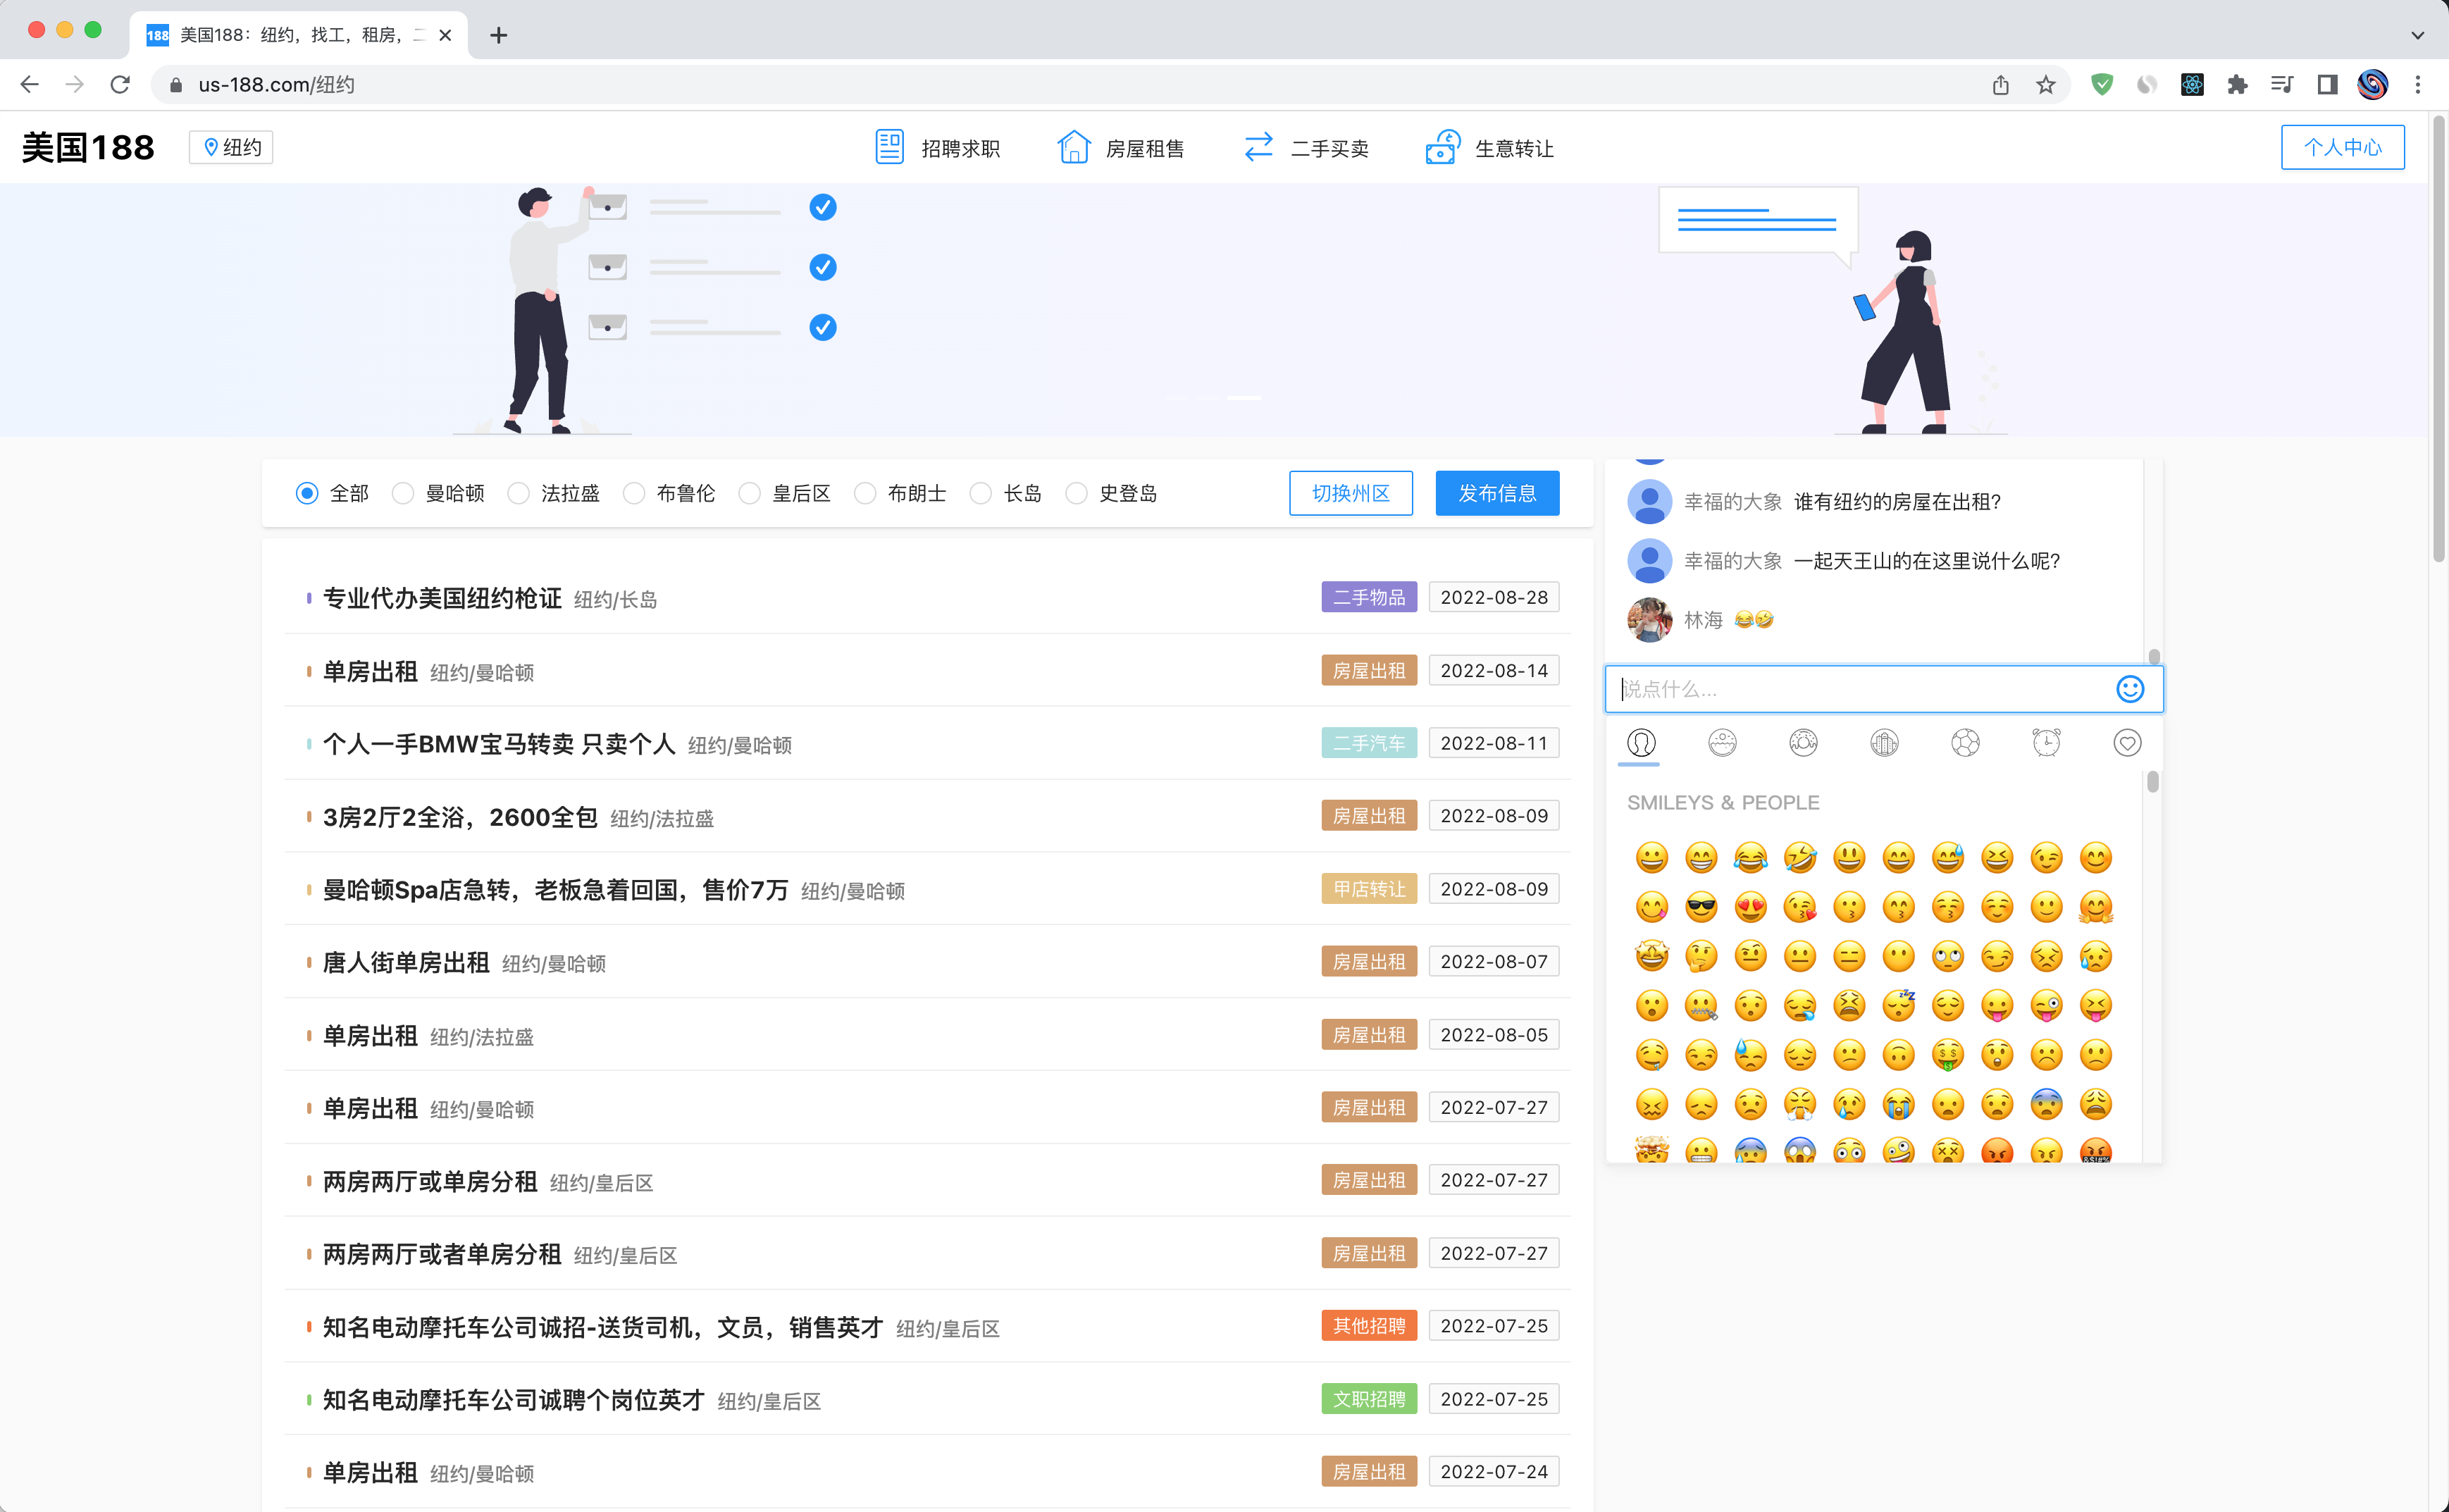 188 美国188：纽约，找工，租房，二
us-188.com/纽约
美国188 纽约 招聘求职 房屋租售 二手买卖 生意转让 个人中心
全部 曼哈顿 法拉盛 布鲁伦 皇后区 布朗士 长岛 史登岛 切换州区 发布信息
专业代办美国纽约枪证 纽约/长岛 二手物品 2022-08-28
单房出租 纽约/曼哈顿 房屋出租 2022-08-14
个人一手BMW宝马转卖 只卖个人 纽约/曼哈顿 二手汽车 2022-08-11
3房2厅2全浴，2600全包 纽约/法拉盛 房屋出租 2022-08-09
曼哈顿Spa店急转，老板急着回国，售价7万 纽约/曼哈顿 甲店转让 2022-08-09
唐人街单房出租 纽约/曼哈顿 房屋出租 2022-08-07
单房出租 纽约/法拉盛 房屋出租 2022-08-05
单房出租 纽约/曼哈顿 房屋出租 2022-07-27
两房两厅或单房分租 纽约/皇后区 房屋出租 2022-07-27
两房两厅或者单房分租 纽约/皇后区 房屋出租 2022-07-27
知名电动摩托车公司诚招-送货司机，文员，销售英才 纽约/皇后区 其他招聘 2022-07-25
知名电动摩托车公司诚聘个岗位英才 纽约/皇后区 文职招聘 2022-07-25
单房出租 纽约/曼哈顿 房屋出租 2022-07-24
幸福的大象 谁有纽约的房屋在出租?
幸福的大象 一起天王山的在这里说什么呢?
林海 😂🤣
说点什么...
SMILEYS & PEOPLE